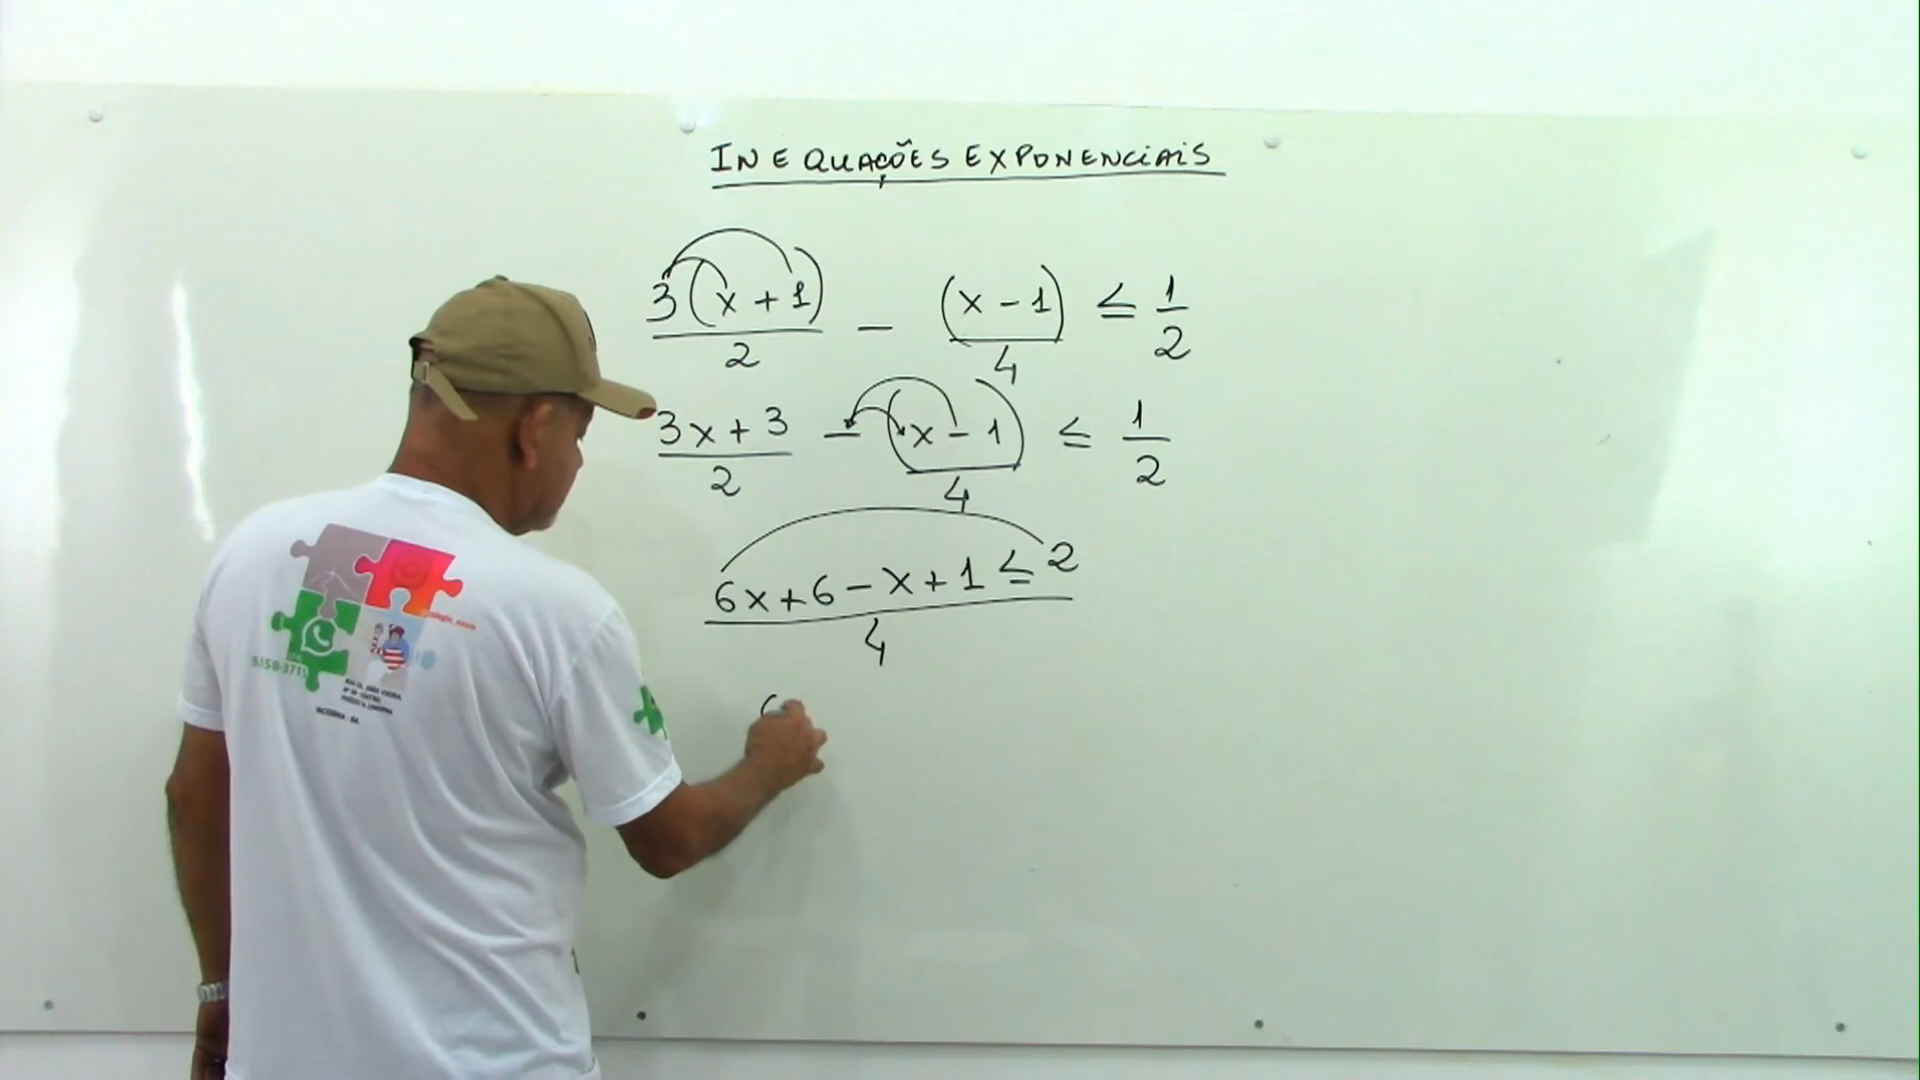 INEQUAÇÕES EXPONENCIAIS
3(x+1)/2 - (x-1)/4 ≤ 1/2
3x+3/2 - (x-1)/4 ≤ 1/2
6x+6-x+1≤2
4